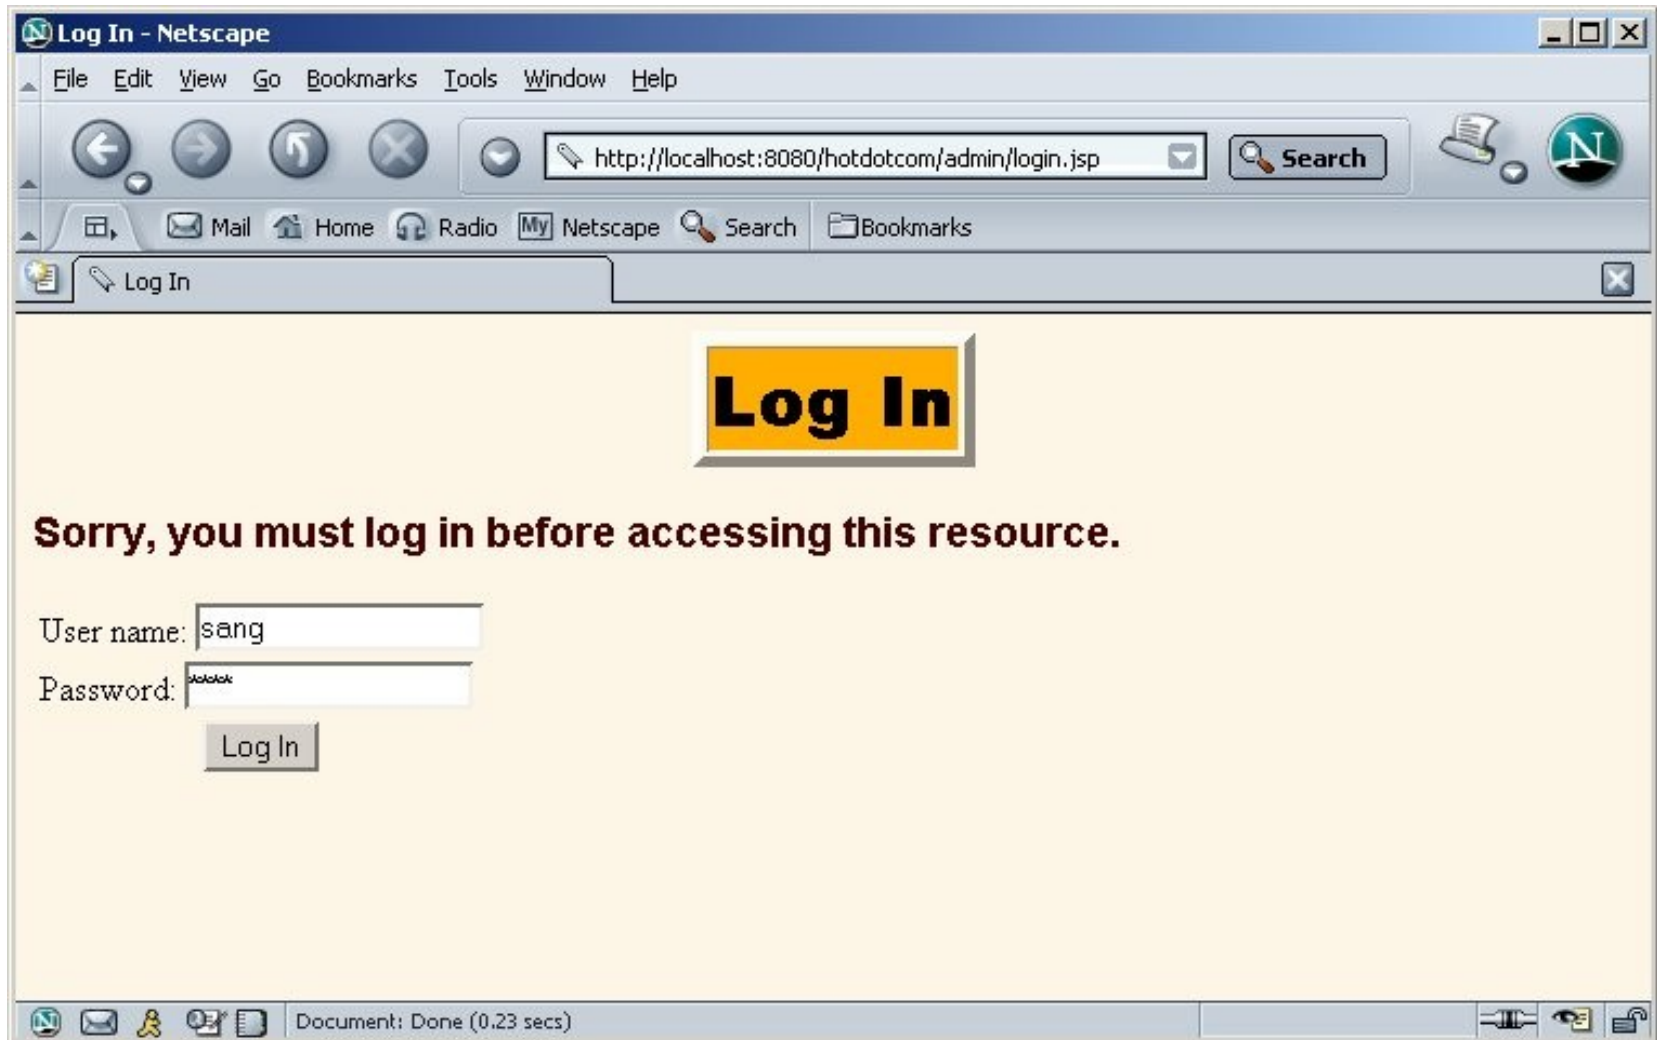 Log In - Netscape
File Edit View Go Bookmarks Tools Window Help
http://localhost:8080/hotdotcom/admin/login.jsp Search N
Mail Home Radio My Netscape Search Bookmarks
Log In
Log In
Sorry, you must log in before accessing this resource.
User name: sang
Password: ****
Log In
Document: Done (0.23 secs)